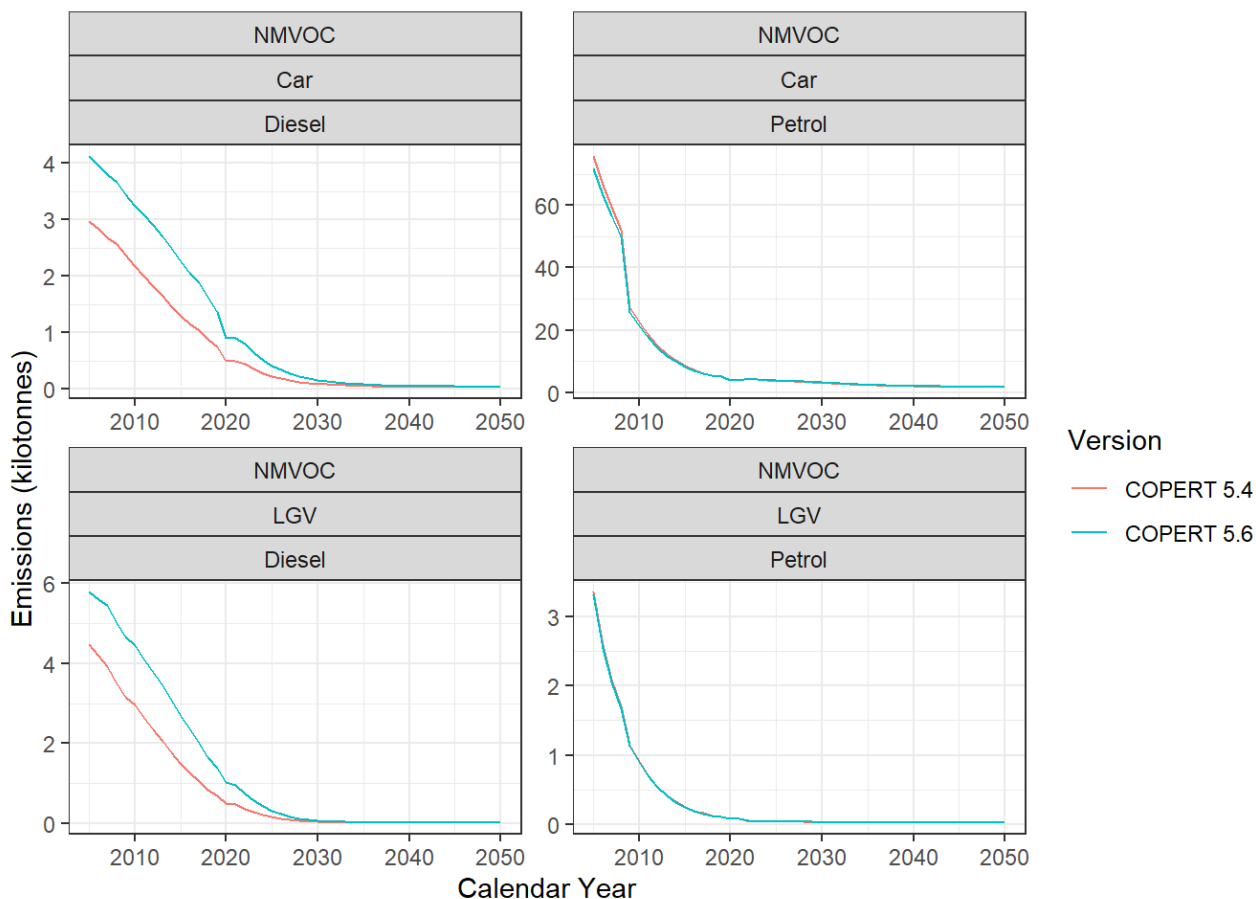 NMVOC
Car
Diesel
4
3
2
1
0
2010 2020 2030 2040 2050
NMVOC
Car
Petrol
60
40
20
0
2010 2020 2030 2040 2050
NMVOC
LGV
Diesel
6
4
2
0
2010 2020 2030 2040 2050
NMVOC
LGV
Petrol
3
2
1
0
2010 2020 2030 2040 2050
Emissions (kilotonnes)
Calendar Year
Version
COPERT 5.4
COPERT 5.6